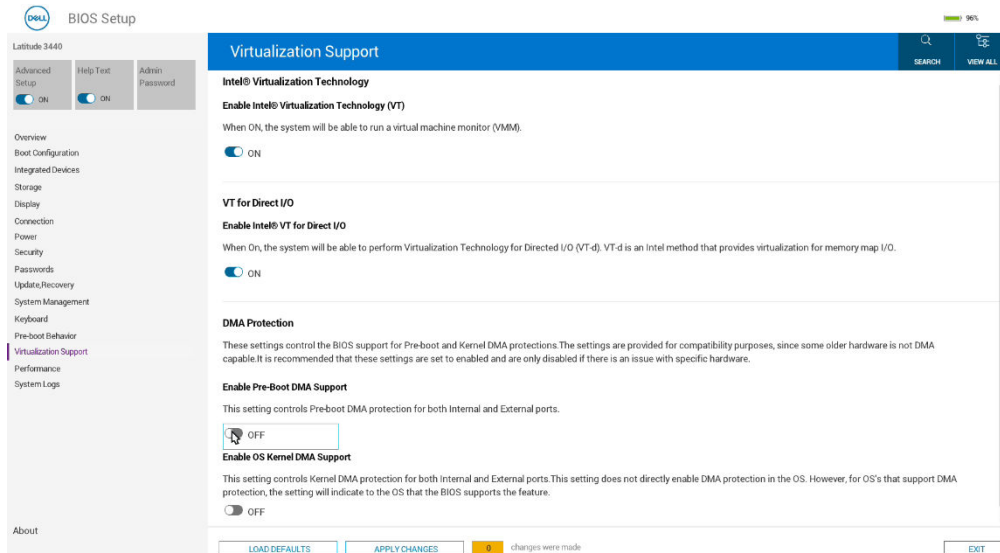 DELL
BIOS Setup
96%
Latitude 3440
Advanced Setup
ON
Help Text
ON
Admin Password
Overview
Boot Configuration
Integrated Devices
Storage
Display
Connection
Power
Security
Passwords
Update,Recovery
System Management
Keyboard
Pre-boot Behavior
Virtualization Support
Performance
System Logs
About
Virtualization Support
SEARCH
VIEW ALL
Intel® Virtualization Technology
Enable Intel® Virtualization Technology (VT)
When ON, the system will be able to run a virtual machine monitor (VMM).
ON
VT for Direct I/O
Enable Intel® VT for Direct I/O
When On, the system will be able to perform Virtualization Technology for Directed I/O (VT-d). VT-d is an Intel method that provides virtualization for memory map I/O.
ON
DMA Protection
These settings control the BIOS support for Pre-boot and Kernel DMA protections.The settings are provided for compatibility purposes, since some older hardware is not DMA
capable.It is recommended that these settings are set to enabled and are only disabled if there is an issue with specific hardware.
Enable Pre-Boot DMA Support
This setting controls Pre-boot DMA protection for both Internal and External ports.
OFF
Enable OS Kernel DMA Support
This setting controls Kernel DMA protection for both Internal and External ports.This setting does not directly enable DMA protection in the OS. However, for OS's that support DMA
protection, the setting will indicate to the OS that the BIOS supports the feature.
OFF
LOAD DEFAULTS
APPLY CHANGES
0 changes were made
EXIT